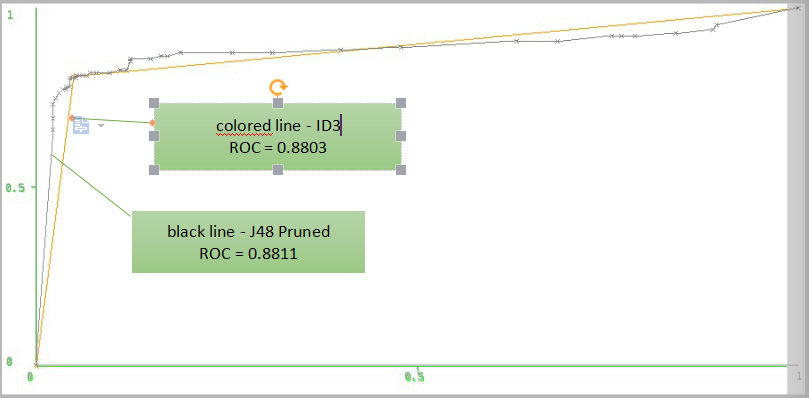 1
colored line - ID3
ROC = 0.8803
0.5
black line - J48 Pruned
ROC = 0.8811
0
0
0.5
1